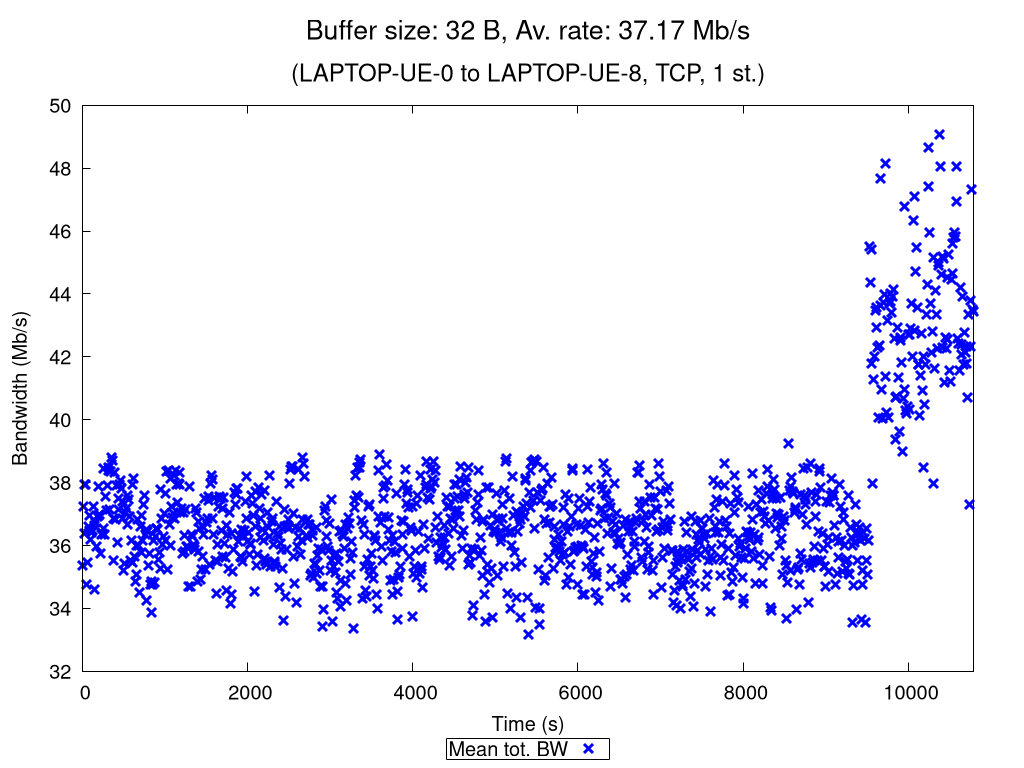 Buffer size: 32 B, Av. rate: 37.17 Mb/s
(LAPTOP-UE-0 to LAPTOP-UE-8, TCP, 1 st.)
50
48
46
44
42
40
38
36
34
32
Bandwidth (Mb/s)
0 2000 4000 6000 8000 10000
Time (s)
Mean tot. BW